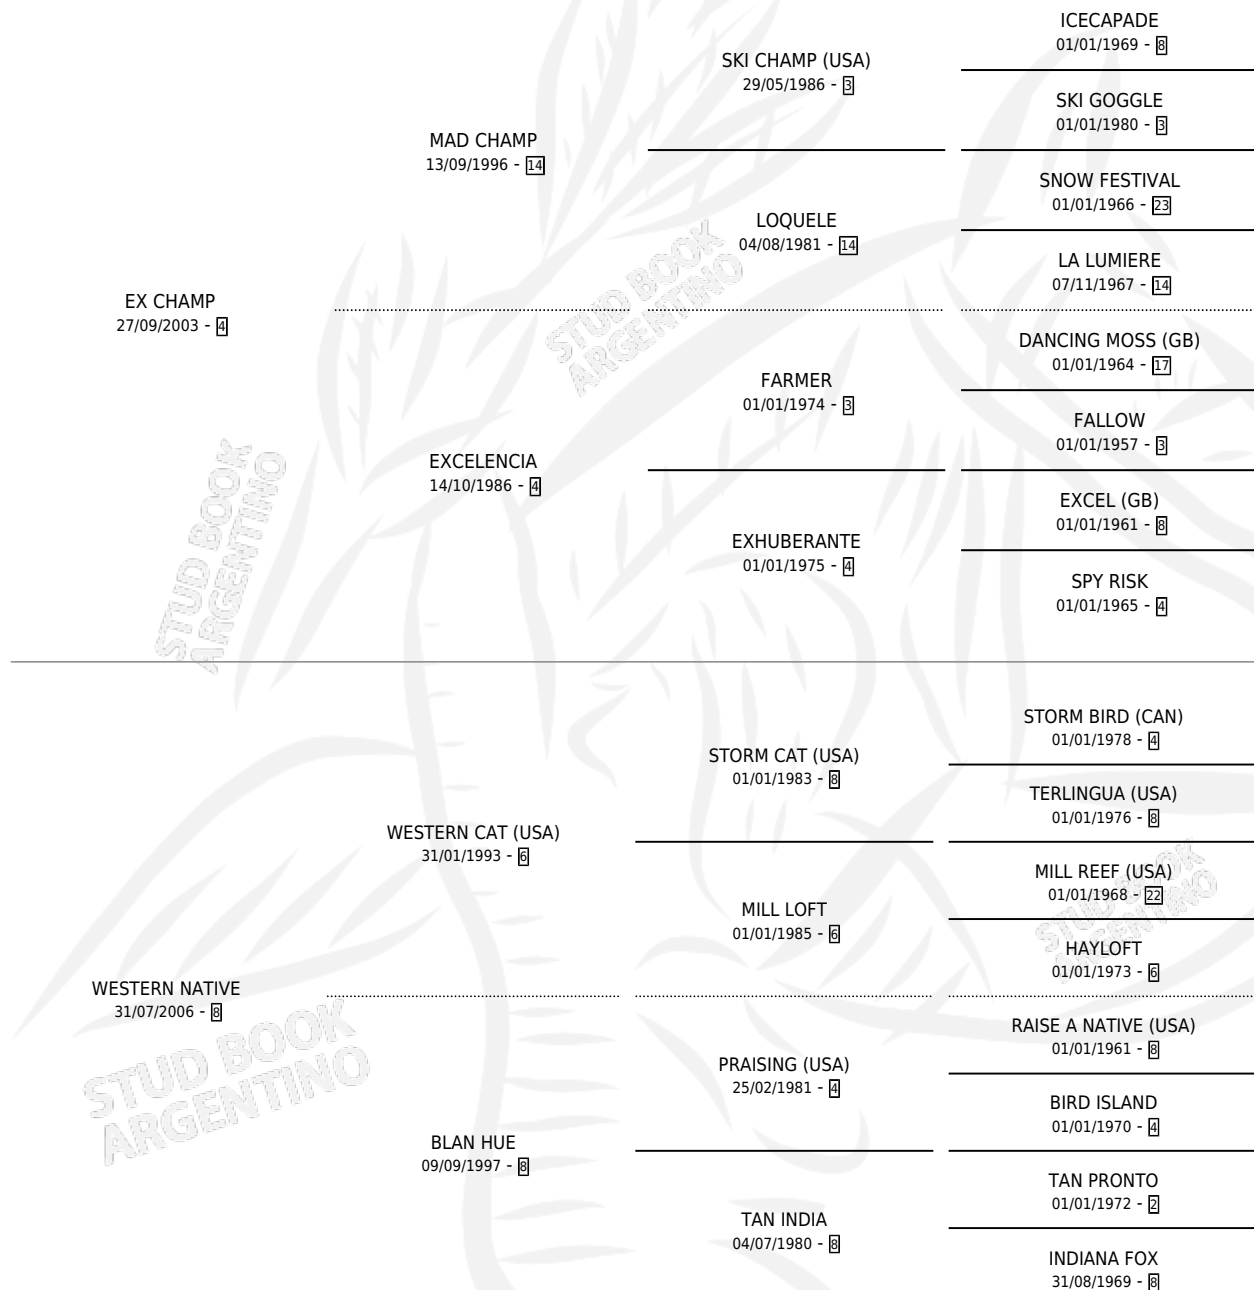 ICECAPADE
01/01/1969 - 8
SKI CHAMP (USA)
29/05/1986 - 3
SKI GOGGLE
01/01/1980 - 3
MAD CHAMP
13/09/1996 - 14
SNOW FESTIVAL
01/01/1966 - 23
LOQUELE
04/08/1981 - 14
LA LUMIERE
07/11/1967 - 14
EX CHAMP
27/09/2003 - 4
STUD BOOK
ARGENTINO
DANCING MOSS (GB)
01/01/1964 - 17
FARMER
01/01/1974 - 3
FALLOW
01/01/1957 - 3
EXCELENCIA
14/10/1986 - 4
EXCEL (GB)
01/01/1961 - 8
EXHUBERANTE
01/01/1975 - 4
SPY RISK
01/01/1965 - 4
STUD BOOK
ARGENTINO
STORM BIRD (CAN)
01/01/1978 - 4
STORM CAT (USA)
01/01/1983 - 8
TERLINGUA (USA)
01/01/1976 - 8
WESTERN CAT (USA)
31/01/1993 - 6
MILL REEF (USA)
01/01/1968 - 22
MILL LOFT
01/01/1985 - 6
HAYLOFT
01/01/1973 - 6
STUD BOOK
ARGENTINO
WESTERN NATIVE
31/07/2006 - 8
STUD BOOK
ARGENTINO
RAISE A NATIVE (USA)
01/01/1961 - 8
PRAISING (USA)
25/02/1981 - 4
BIRD ISLAND
01/01/1970 - 4
BLAN HUE
09/09/1997 - 8
TAN PRONTO
01/01/1972 - 2
TAN INDIA
04/07/1980 - 8
INDIANA FOX
31/08/1969 - 8